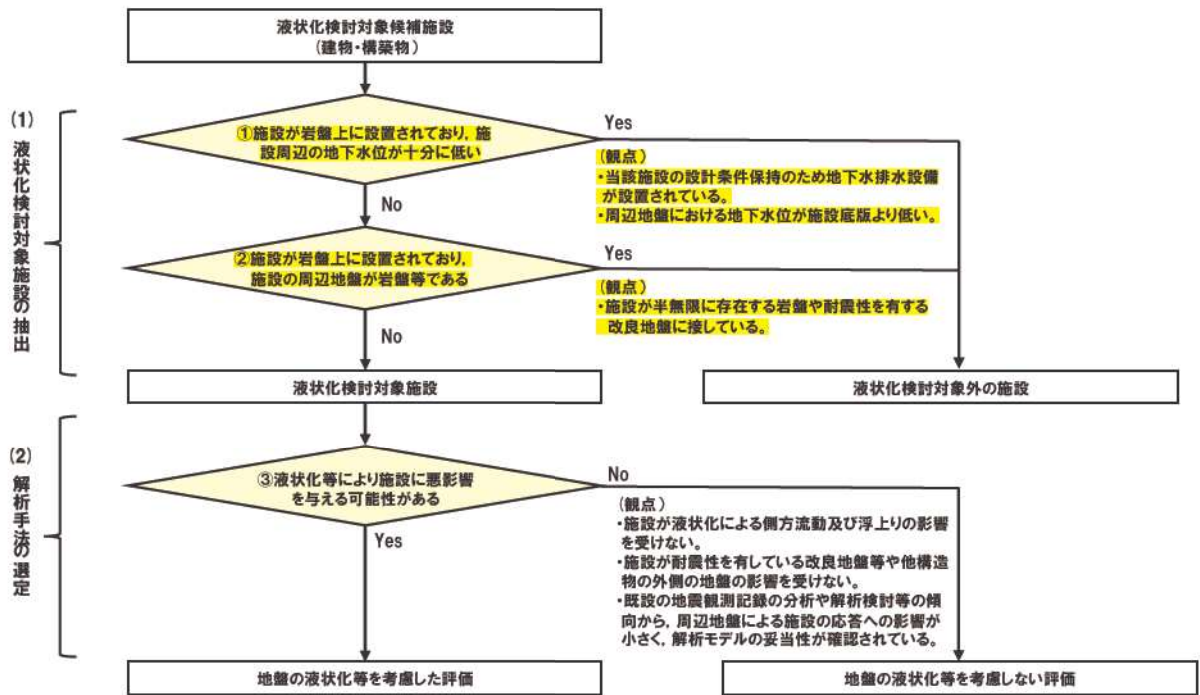 液状化検討対象候補施設
(建物・構築物)
(1)
液状化検討対象施設の抽出
①施設が岩盤上に設置されており，施
設周辺の地下水位が十分に低い
Yes
(観点)
・当該施設の設計条件保持のため地下水排水設備
が設置されている。
・周辺地盤における地下水位が施設底版より低い。
No
②施設が岩盤上に設置されており，
施設の周辺地盤が岩盤等である
Yes
(観点)
・施設が半無限に存在する岩盤や耐震性を有する
改良地盤に接している。
No
液状化検討対象施設
液状化検討対象外の施設
(2)
解析手法の選定
③液状化等により施設に悪影響
を与える可能性がある
No
(観点)
・施設が液状化による側方流動及び浮上りの影響
を受けない。
・施設が耐震性を有している改良地盤等や他構造
物の外側の地盤の影響を受けない。
・既設の地震観測記録の分析や解析検討等の傾
向から，周辺地盤による施設の応答への影響が
小さく，解析モデルの妥当性が確認されている。
Yes
地盤の液状化等を考慮した評価
地盤の液状化等を考慮しない評価